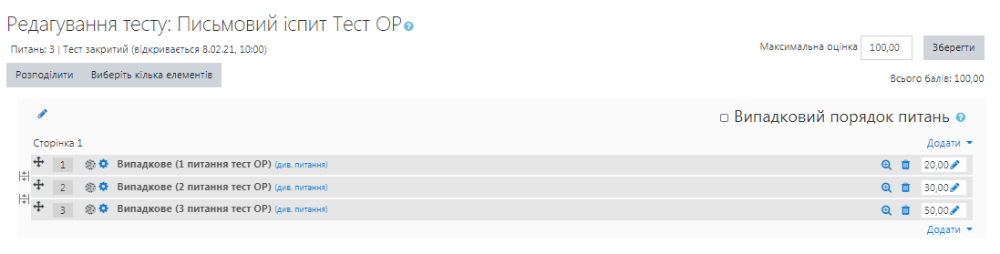 Редагування тесту: Письмовий іспит Тест ОР
Питань: 3 | Тест закритий (відкривається 8.02.21, 10:00)
Максимальна оцінка 100,00 Зберегти
Розподілити Виберіть кілька елементів
Всього балів: 100,00
Випадковий порядок питань
Сторінка 1
Додати
1 Випадкове (1 питання тест ОР) (див. питання) 20,00
2 Випадкове (2 питання тест ОР) (див. питання) 30,00
3 Випадкове (3 питання тест ОР) (див. питання) 50,00
Додати